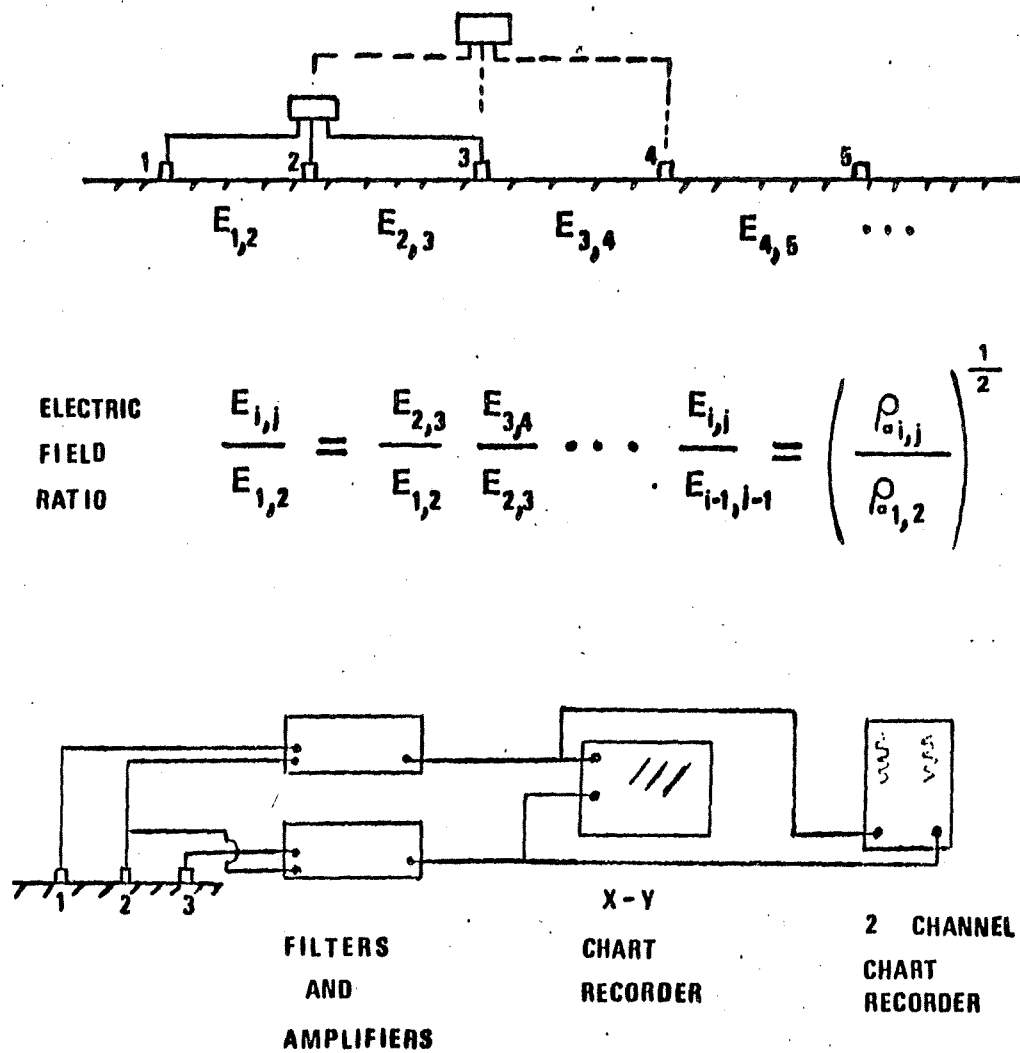 1 2 3 4 5
E1,2 E2,3 E3,4 E4,5 ...
ELECTRIC
FIELD
RATIO
Ei,j / E1,2 = E2,3 / E1,2 E3,4 / E2,3 ... Ei,j / Ei-1,j-1 = ( ρai,j / ρa1,2 )^1/2
1 2 3
FILTERS
AND
AMPLIFIERS
X-Y
CHART
RECORDER
2 CHANNEL
CHART
RECORDER